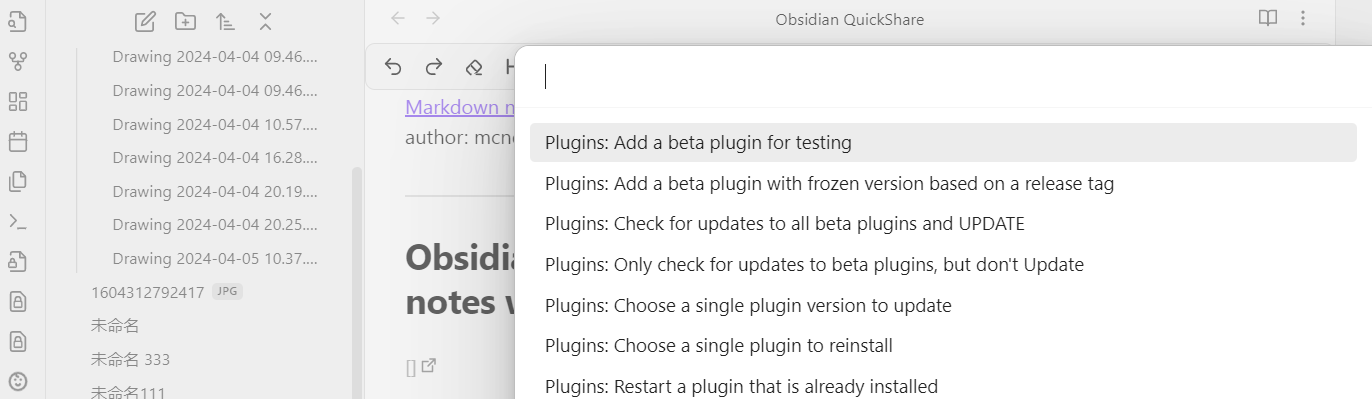 Obsidian QuickShare
Drawing 2024-04-04 09.46....
Drawing 2024-04-04 09.46....
Drawing 2024-04-04 10.57....
Drawing 2024-04-04 16.28....
Drawing 2024-04-04 20.19....
Drawing 2024-04-04 20.25....
Drawing 2024-04-05 10.37....
1604312792417 JPG
未命名
未命名 333
未命名111
H
Markdown n
author: mcn
Obsidia
notes
[]
Plugins: Add a beta plugin for testing
Plugins: Add a beta plugin with frozen version based on a release tag
Plugins: Check for updates to all beta plugins and UPDATE
Plugins: Only check for updates to beta plugins, but don't Update
Plugins: Choose a single plugin version to update
Plugins: Choose a single plugin to reinstall
Plugins: Restart a plugin that is already installed